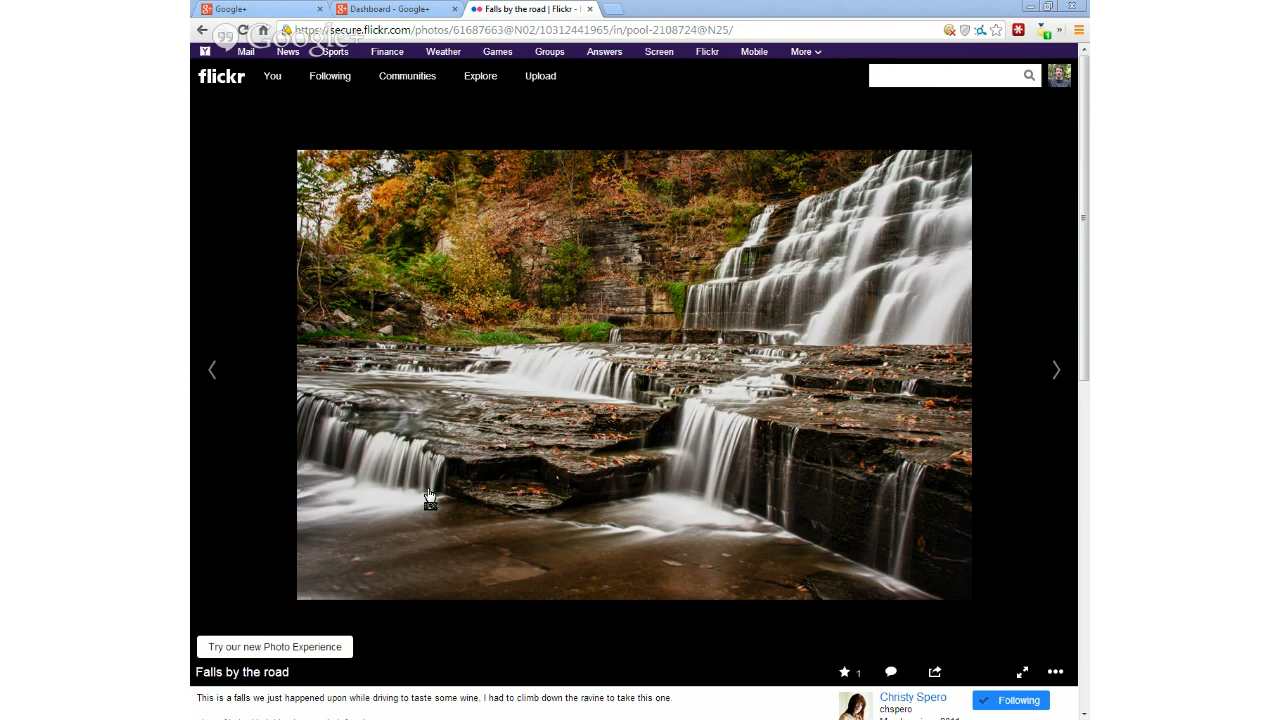 Google+
Dashboard - Google+
Falls by the road | Flickr -
https://secure.flickr.com/photos/61687663@N02/10312441965/in/pool-2108724@N25/
Google+
Y! Mail News Sports Finance Weather Games Groups Answers Screen Flickr Mobile More
flickr You Following Communities Explore Upload
Try our new Photo Experience
Falls by the road
1
This is a falls we just happened upon while driving to taste some wine. I had to climb down the ravine to take this one.
Christy Spero
chspero
Following